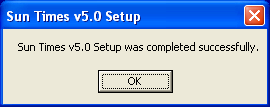 Sun Times v5.0 Setup
Sun Times v5.0 Setup was completed successfully.
OK